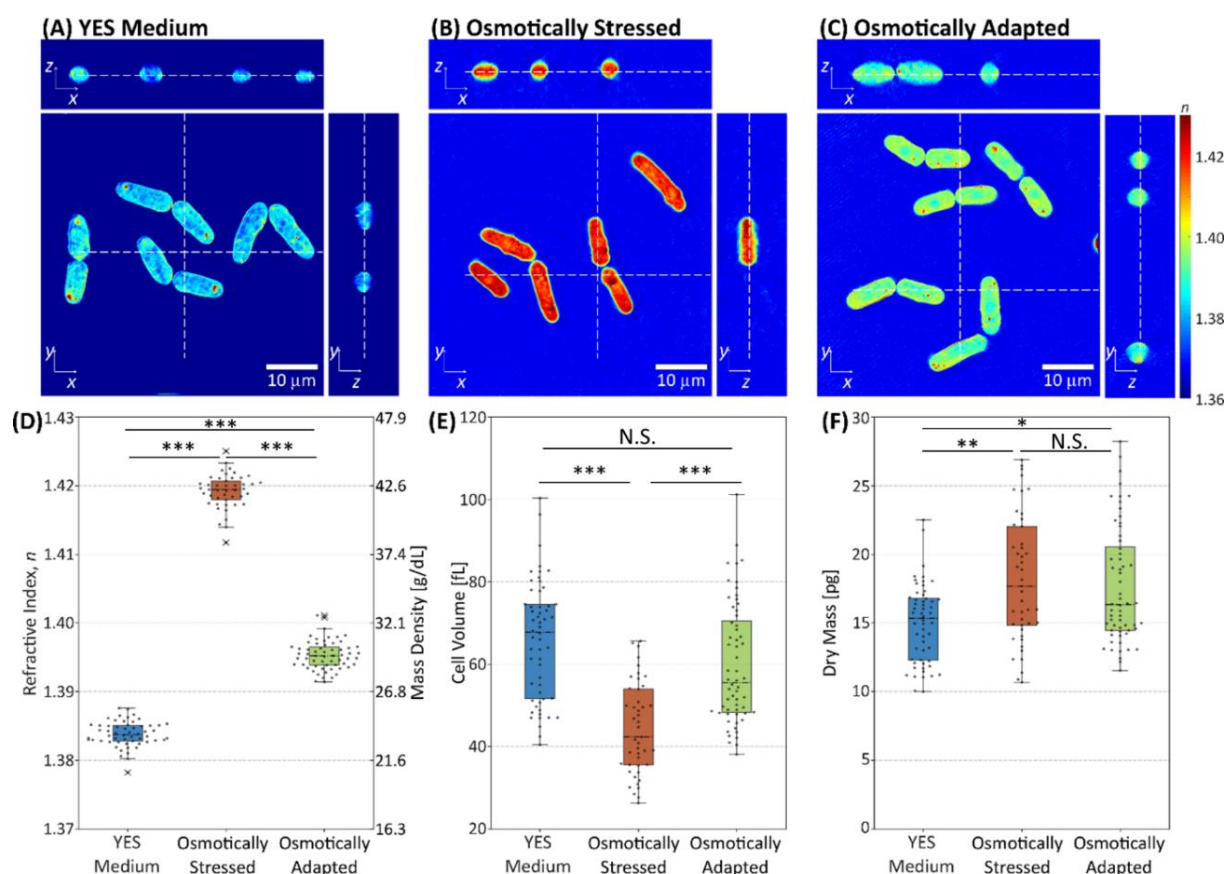 (A) YES Medium
(B) Osmotically Stressed
(C) Osmotically Adapted
z
x
z
x
z
x
n
1.42
1.40
1.38
1.36
y
x
10 μm
y
z
y
x
10 μm
y
z
y
x
10 μm
y
z
(D)
1.43
1.42
1.41
1.40
1.39
1.38
1.37
Refractive Index, n
***
***
***
47.9
42.6
37.4
32.1
26.8
21.6
16.3
Mass Density [g/dL]
YES Medium
Osmotically Stressed
Osmotically Adapted
(E)
120
100
80
60
40
20
Cell Volume [fL]
N.S.
***
***
YES Medium
Osmotically Stressed
Osmotically Adapted
(F)
30
25
20
15
10
5
0
Dry Mass [pg]
*
**
N.S.
YES Medium
Osmotically Stressed
Osmotically Adapted